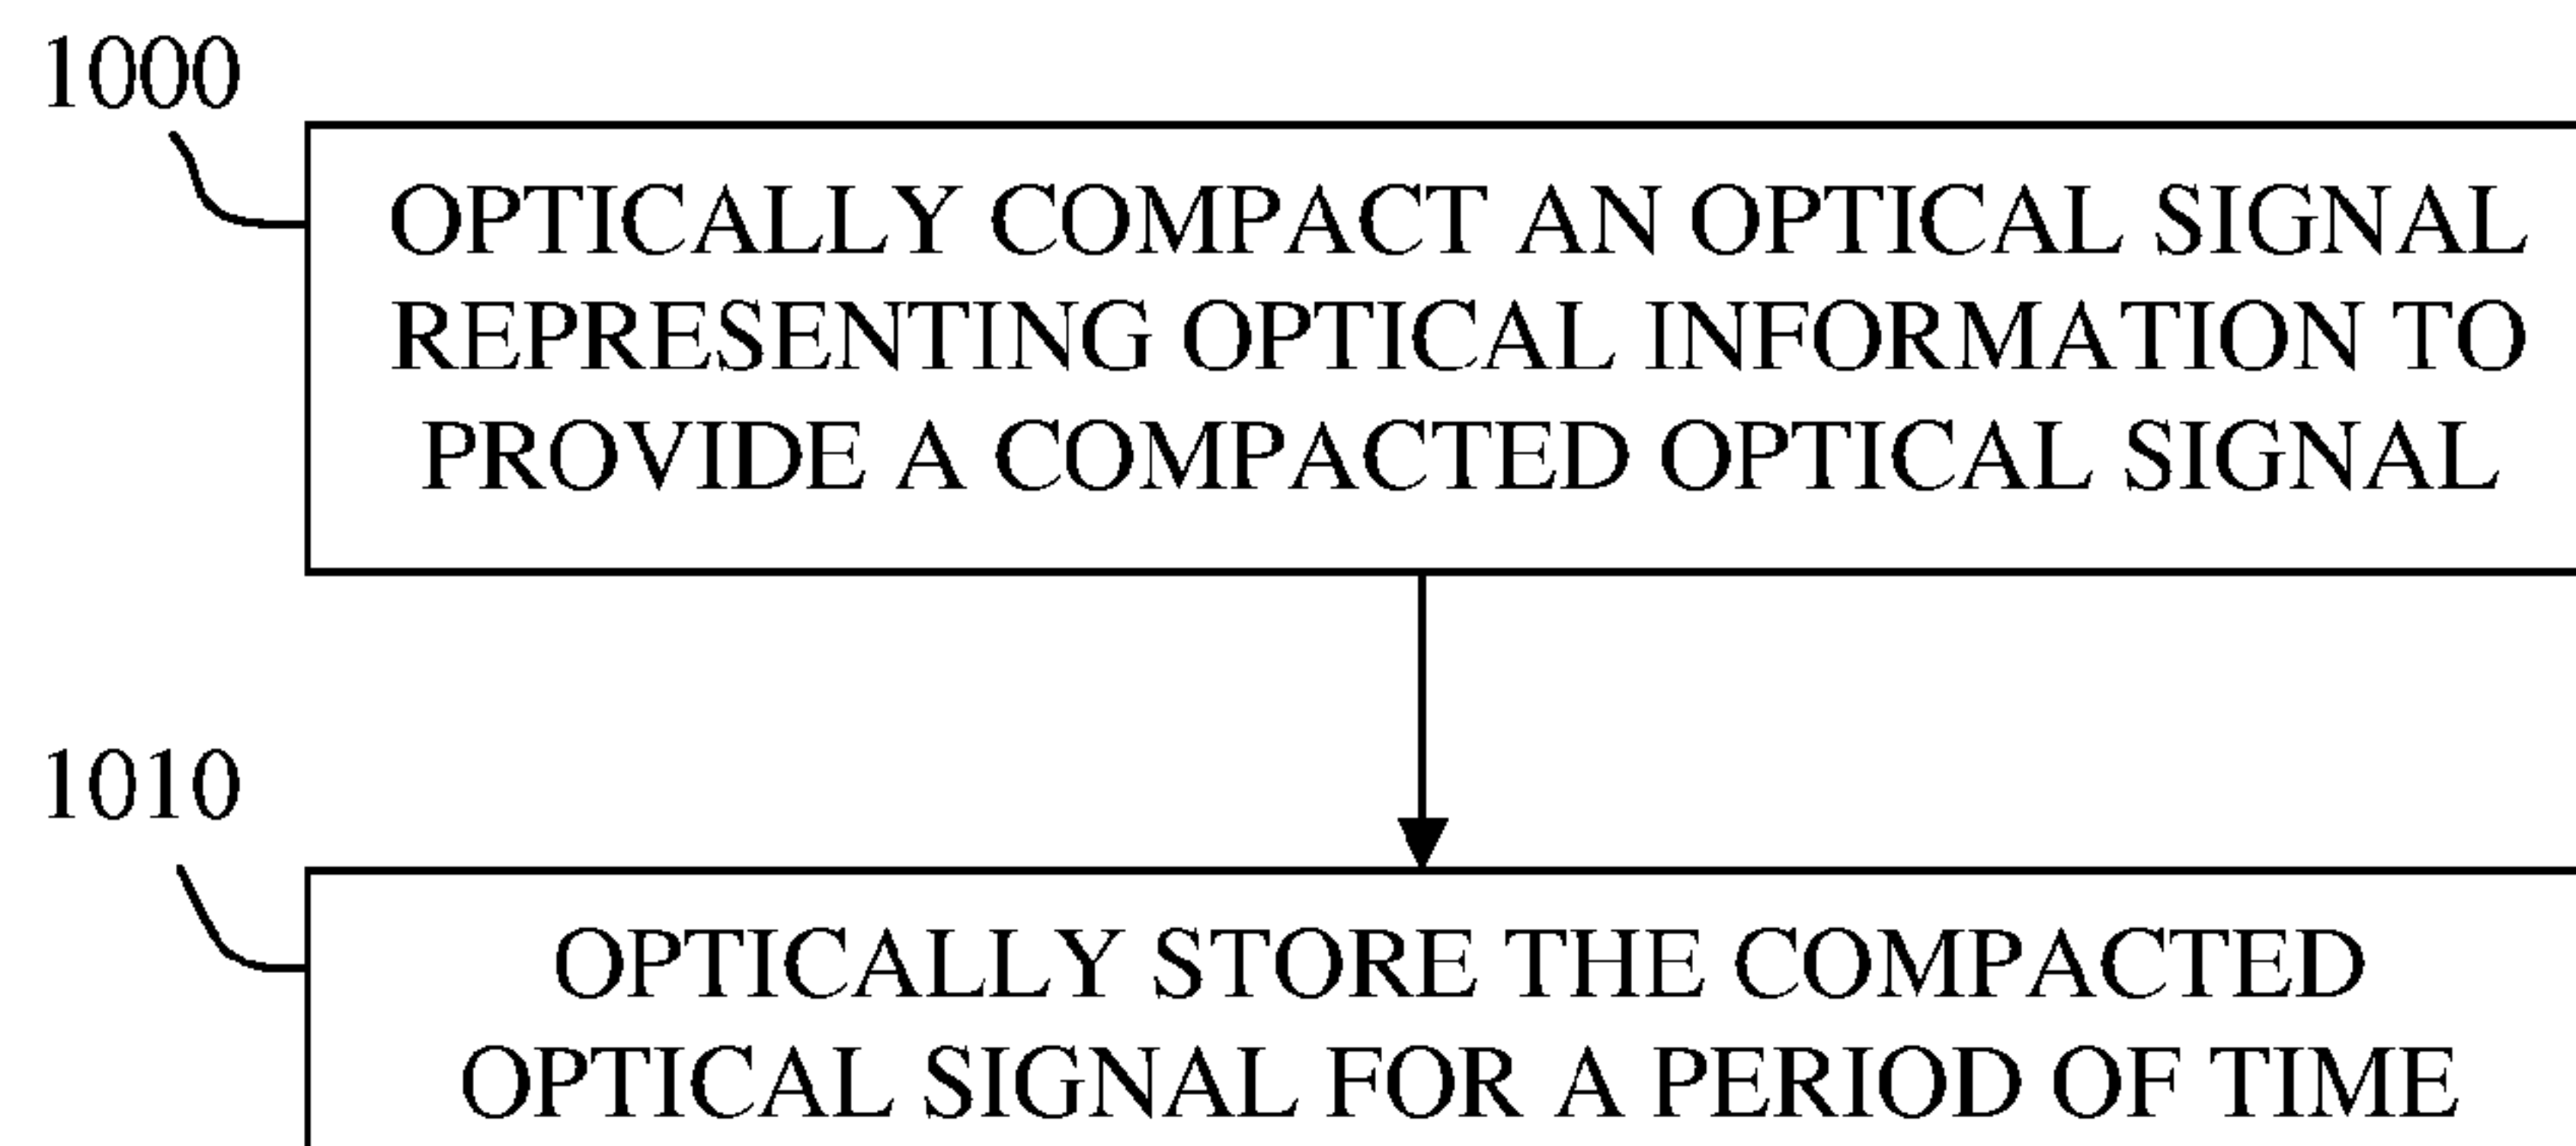 1000
OPTICALLY COMPACT AN OPTICAL SIGNAL
REPRESENTING OPTICAL INFORMATION TO
PROVIDE A COMPACTED OPTICAL SIGNAL
1010
OPTICALLY STORE THE COMPACTED
OPTICAL SIGNAL FOR A PERIOD OF TIME